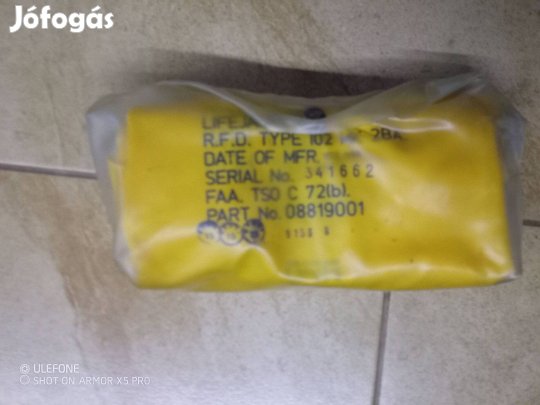 Jófogás
R.F.D. TYPE 102 2BA
DATE OF MFR.
SERIAL No. 341662
FAA. TSO C 72(b).
PART No. 08819001
ULEFONE
SHOT ON ARMOR X5 PRO